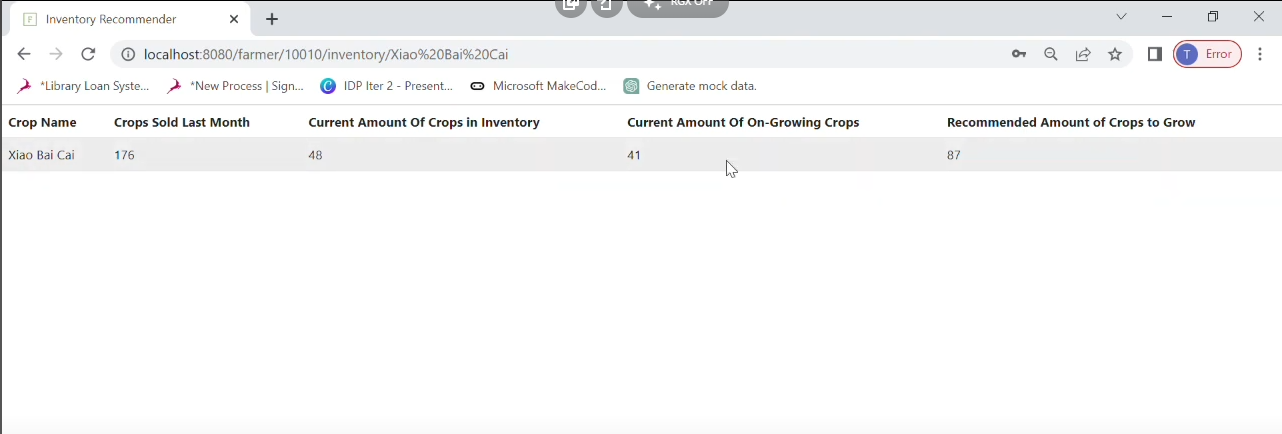 RGX OFF
Inventory Recommender
localhost:8080/farmer/10010/inventory/Xiao%20Bai%20Cai
T Error
*Library Loan Syste... *New Process | Sign... IDP Iter 2 - Present... Microsoft MakeCod... Generate mock data.
Crop Name Crops Sold Last Month Current Amount Of Crops in Inventory Current Amount Of On-Growing Crops Recommended Amount of Crops to Grow
Xiao Bai Cai 176 48 41 87